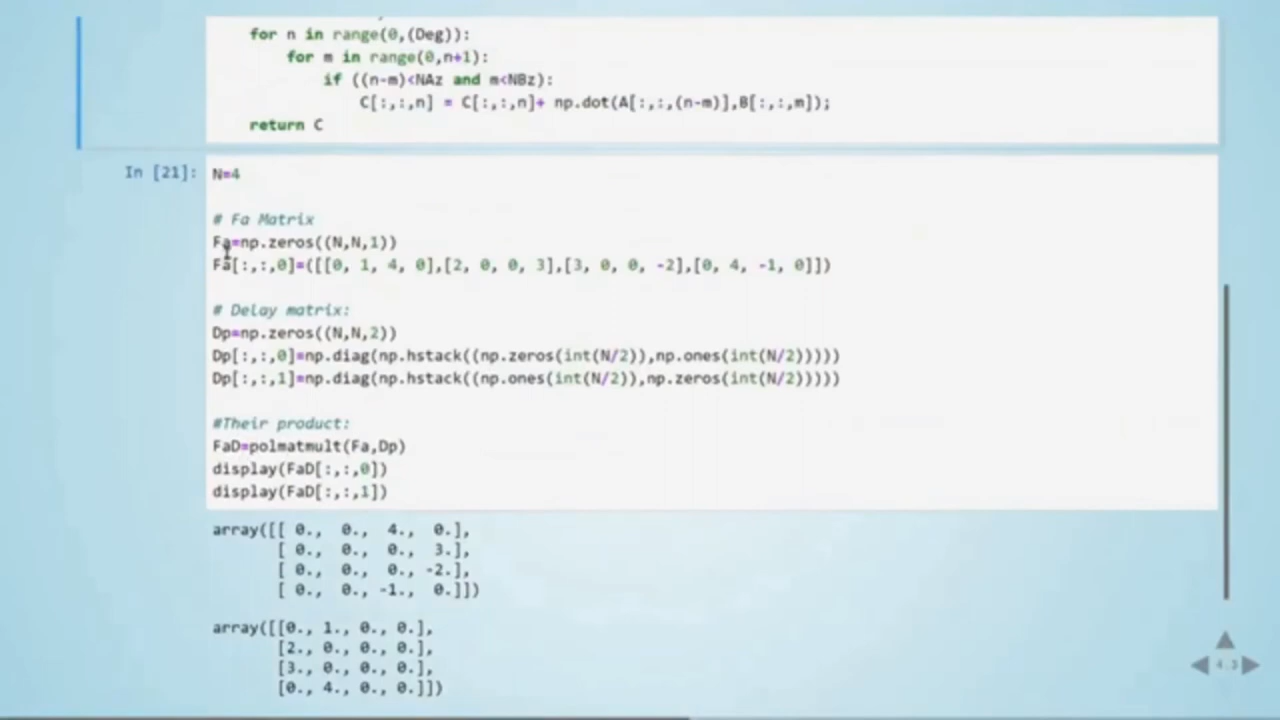 for n in range(0,(Deg)):
for m in range(0,n+1):
if ((n-m)<NAz and m<NBz):
C[:,:,n] = C[:,:,n]+ np.dot(A[:,:,(n-m)],B[:,:,m]);
return C
In [21]: N=4
# Fa Matrix
Fa=np.zeros((N,N,1))
Fa[:,:,0]=([[0, 1, 4, 0],[2, 0, 0, 3],[3, 0, 0, -2],[0, 4, -1, 0]])
# Delay matrix:
Dp=np.zeros((N,N,2))
Dp[:,:,0]=np.diag(np.hstack((np.zeros(int(N/2)),np.ones(int(N/2)))))
Dp[:,:,1]=np.diag(np.hstack((np.ones(int(N/2)),np.zeros(int(N/2)))))
#Their product:
FaD=polmatmult(Fa,Dp)
display(FaD[:,:,0])
display(FaD[:,:,1])
array([[ 0., 0., 4., 0.],
[ 0., 0., 0., 3.],
[ 0., 0., 0., -2.],
[ 0., 0., -1., 0.]])
array([[0., 1., 0., 0.],
[2., 0., 0., 0.],
[3., 0., 0., 0.],
[0., 4., 0., 0.]])
4.3